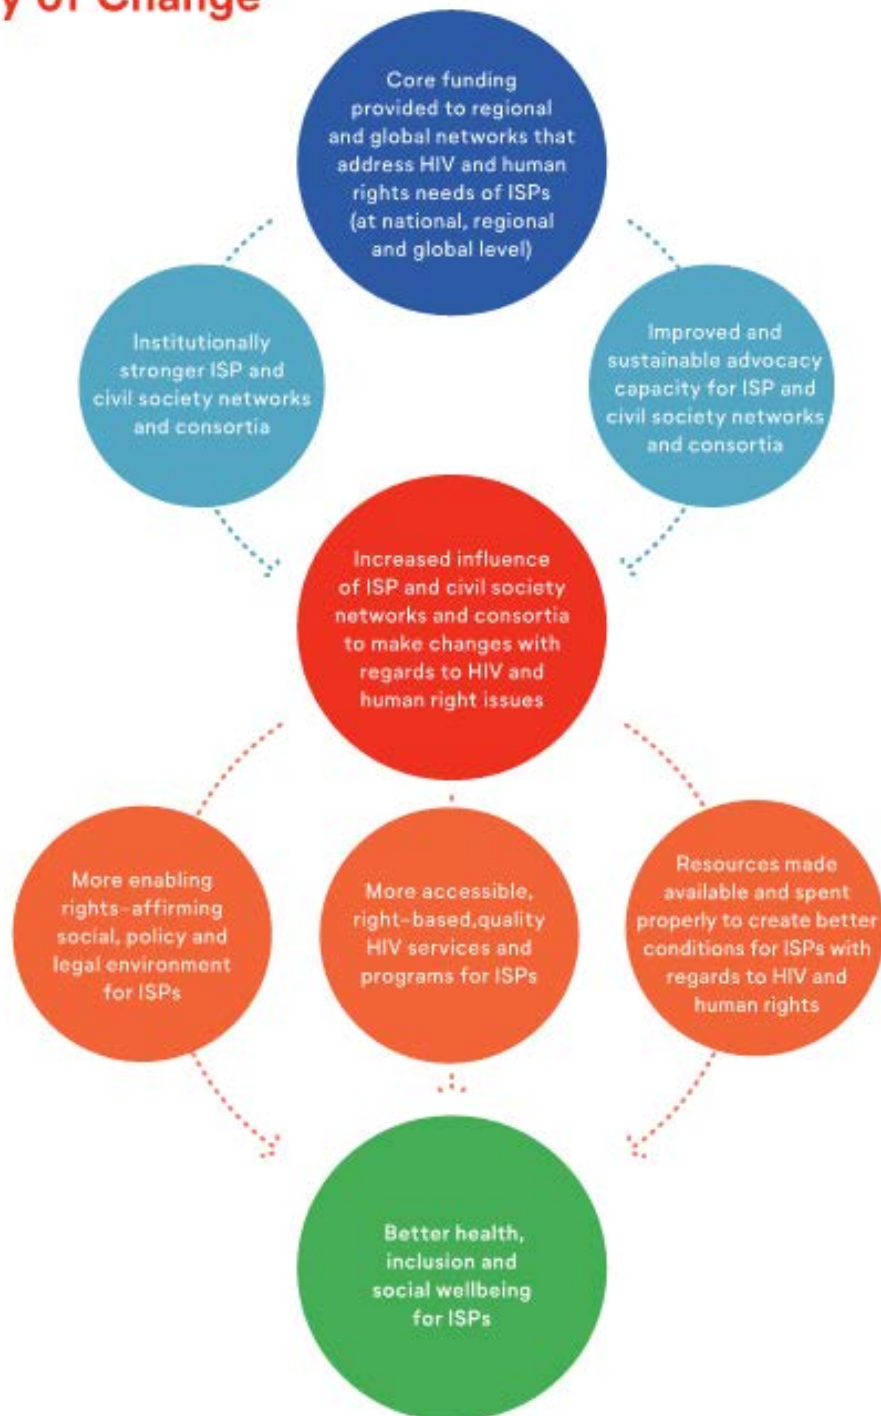 y of Change
Core funding
provided to regional
and global networks that
address HIV and human
rights needs of ISPs
(at national, regional
and global level)
Institutionally
stronger ISP and
civil society networks
and consortia
Improved and
sustainable advocacy
capacity for ISP and
civil society networks
and consortia
Increased influence
of ISP and civil society
networks and consortia
to make changes with
regards to HIV and
human right issues
More enabling
rights-affirming
social, policy and
legal environment
for ISPs
More accessible,
right-based,quality
HIV services and
programs for ISPs
Resources made
available and spent
properly to create better
conditions for ISPs with
regards to HIV and
human rights
Better health,
inclusion and
social wellbeing
for ISPs